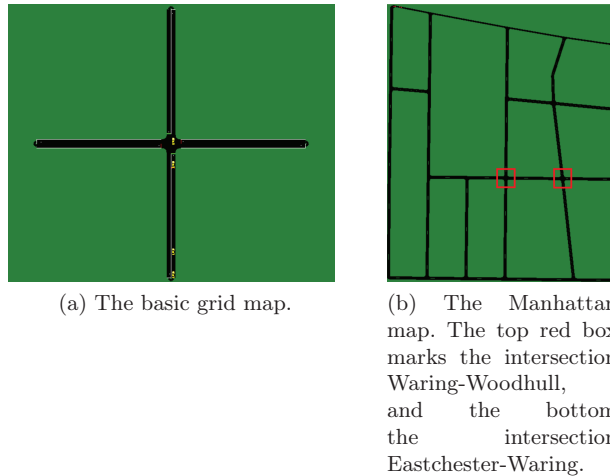 (a) The basic grid map.
(b) The Manhattan
map. The top red box
marks the intersection
Waring-Woodhull,
and the bottom
the intersection
Eastchester-Waring.